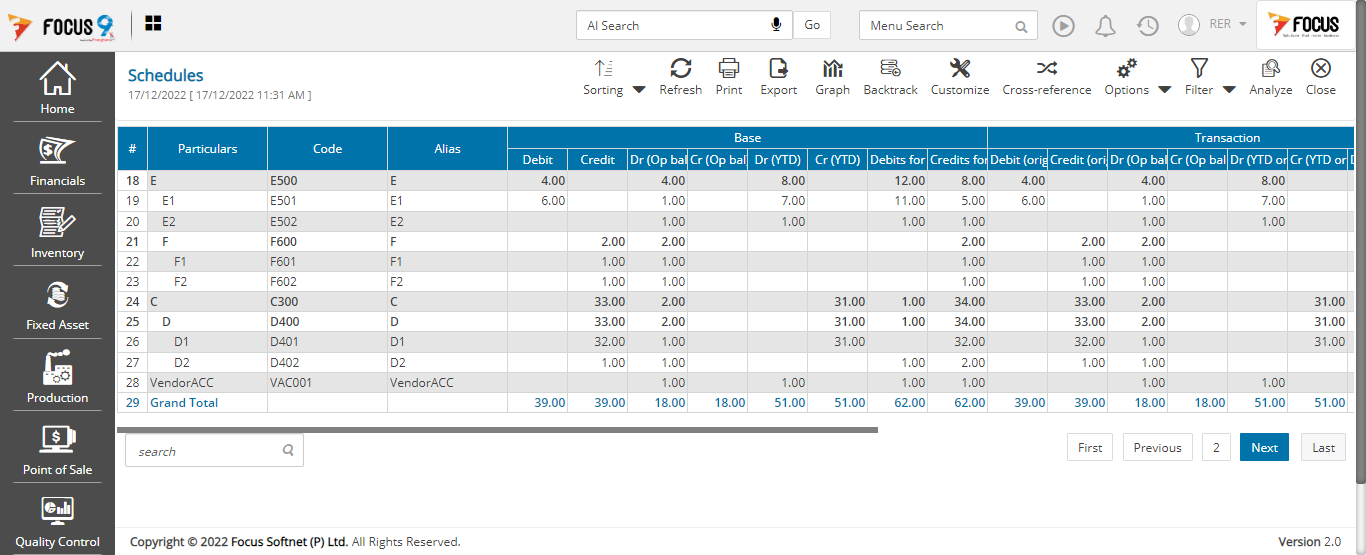 FOCUS 9
AI Search Go Menu Search RER FOCUS
Schedules
17/12/2022 [ 17/12/2022 11:31 AM ]
Sorting Refresh Print Export Graph Backtrack Customize Cross-reference Options Filter Analyze Close
Home
Financials
Inventory
Fixed Asset
Production
Point of Sale
Quality Control
# Particulars Code Alias Base Transaction
Debit Credit Dr (Op bal Cr (Op bal Dr (YTD) Cr (YTD) Debits for Credits for Debit (orig Credit (ori Dr (Op bal Cr (Op bal Dr (YTD or Cr (YTD or D
18 E E500 E 4.00 4.00 8.00 12.00 8.00 4.00 4.00 8.00
19 E1 E501 E1 6.00 1.00 7.00 11.00 5.00 6.00 1.00 7.00
20 E2 E502 E2 1.00 1.00 1.00 1.00 1.00 1.00
21 F F600 F 2.00 2.00 2.00 2.00 2.00
22 F1 F601 F1 1.00 1.00 1.00 1.00 1.00
23 F2 F602 F2 1.00 1.00 1.00 1.00 1.00
24 C C300 C 33.00 2.00 31.00 1.00 34.00 33.00 2.00 31.00
25 D D400 D 33.00 2.00 31.00 1.00 34.00 33.00 2.00 31.00
26 D1 D401 D1 32.00 1.00 31.00 32.00 32.00 1.00 31.00
27 D2 D402 D2 1.00 1.00 1.00 2.00 1.00 1.00
28 VendorACC VAC001 VendorACC 1.00 1.00 1.00 1.00 1.00 1.00
29 Grand Total 39.00 39.00 18.00 18.00 51.00 51.00 62.00 62.00 39.00 39.00 18.00 18.00 51.00 51.00
search First Previous 2 Next Last
Copyright © 2022 Focus Softnet (P) Ltd. All Rights Reserved. Version 2.0